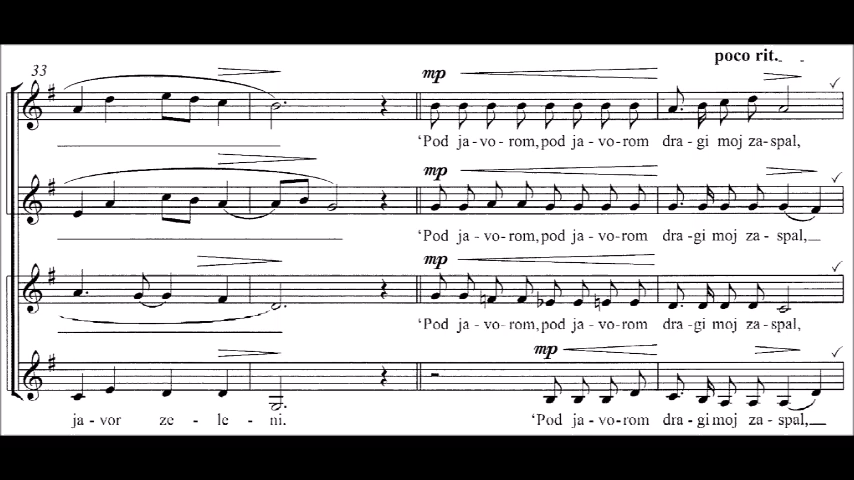 poco rit.
33
mp
'Pod ja-vo-rom, pod ja-vo-rom dra-gi moj za-spal,
mp
'Pod ja-vo-rom, pod ja-vo-rom dra-gi moj za-spal,
mp
'Pod ja-vo-rom, pod ja-vo-rom dra-gi moj za-spal,
mp
ja-vor ze-le-ni. 'Pod ja-vo-rom dra-gi moj za-spal,